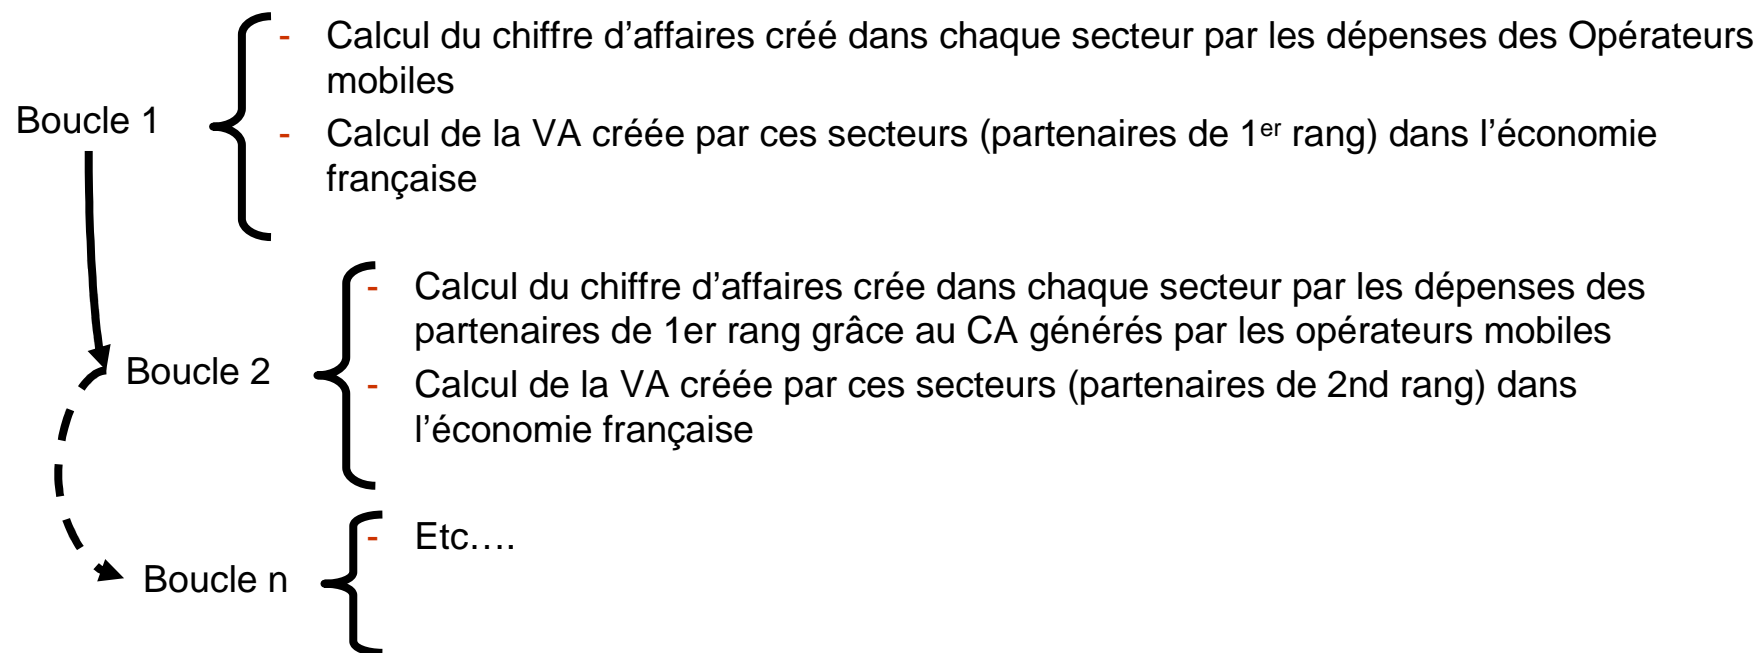 - Calcul du chiffre d’affaires créé dans chaque secteur par les dépenses des Opérateurs
mobiles
Boucle 1
- Calcul de la VA créée par ces secteurs (partenaires de 1er rang) dans l’économie
française
- Calcul du chiffre d’affaires crée dans chaque secteur par les dépenses des
partenaires de 1er rang grâce au CA générés par les opérateurs mobiles
Boucle 2
- Calcul de la VA créée par ces secteurs (partenaires de 2nd rang) dans
l’économie française
- Etc….
Boucle n